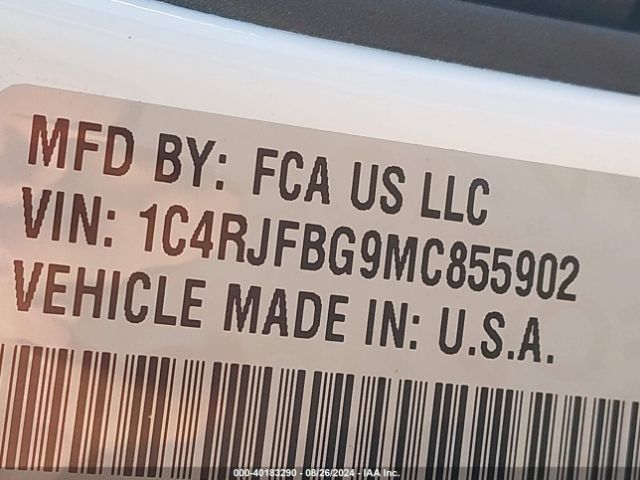 MFD BY: FCA US LLC
VIN: 1C4RJFBG9MC855902
VEHICLE MADE IN: U.S.A.
000-40183290 - 08/26/2024 - IAA Inc.